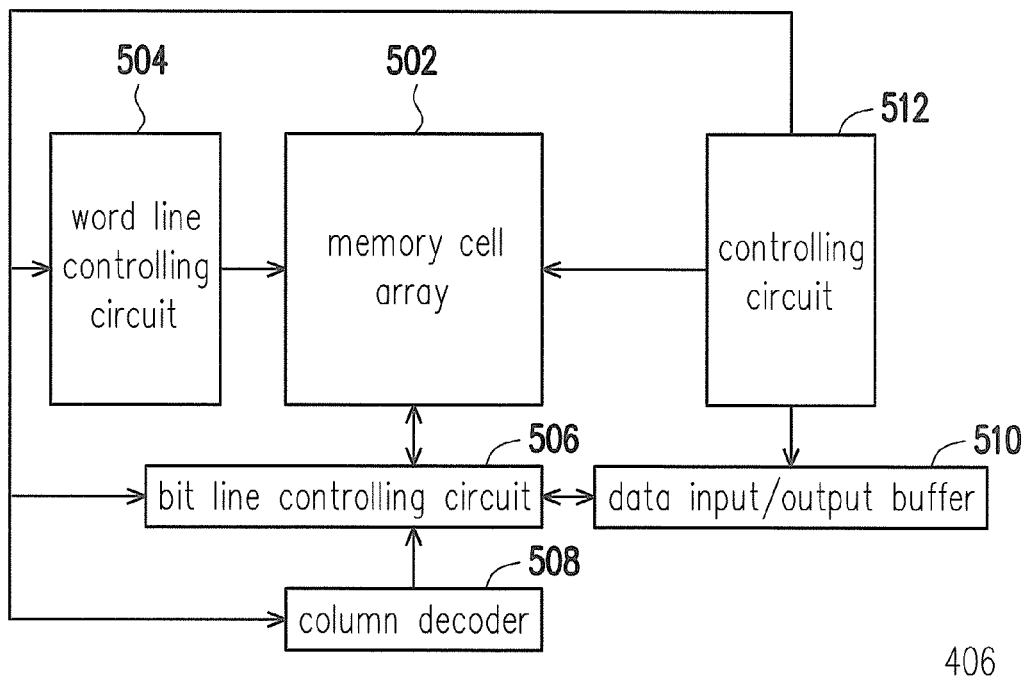 504
502
512
word line
controlling
circuit
memory cell
array
controlling
circuit
506
510
bit line controlling circuit
data input/output buffer
508
column decoder
406